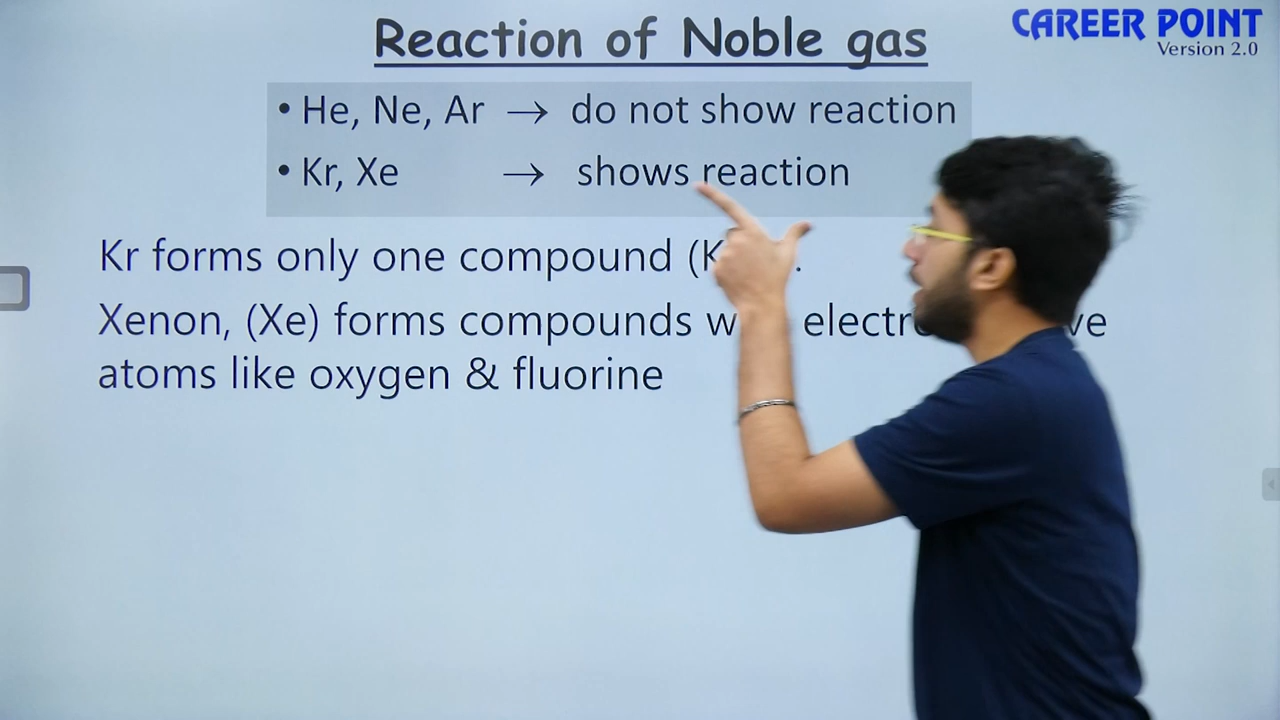 Reaction of Noble gas
CAREER POINT
Version 2.0
• He, Ne, Ar → do not show reaction
• Kr, Xe → shows reaction
Kr forms only one compound (K .
Xenon, (Xe) forms compounds
atoms like oxygen & fluorine